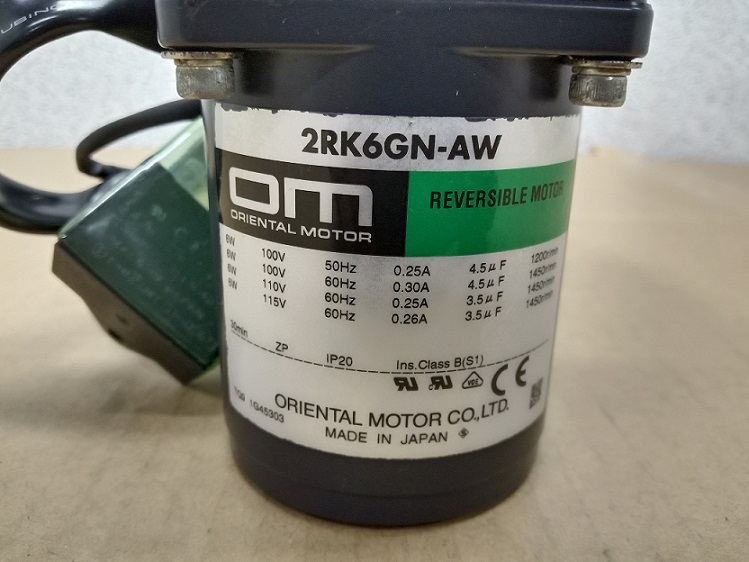 2RK6GN-AW
OM
ORIENTAL MOTOR
REVERSIBLE MOTOR
6W 100V 50Hz 0.25A 4.5μF 1200r/min
6W 100V 60Hz 0.30A 4.5μF 1450r/min
6W 110V 60Hz 0.25A 3.5μF 1450r/min
6W 115V 60Hz 0.26A 3.5μF 1450r/min
30min ZP IP20 Ins.Class B(S1)
CE
1G45303
ORIENTAL MOTOR CO.,LTD.
MADE IN JAPAN